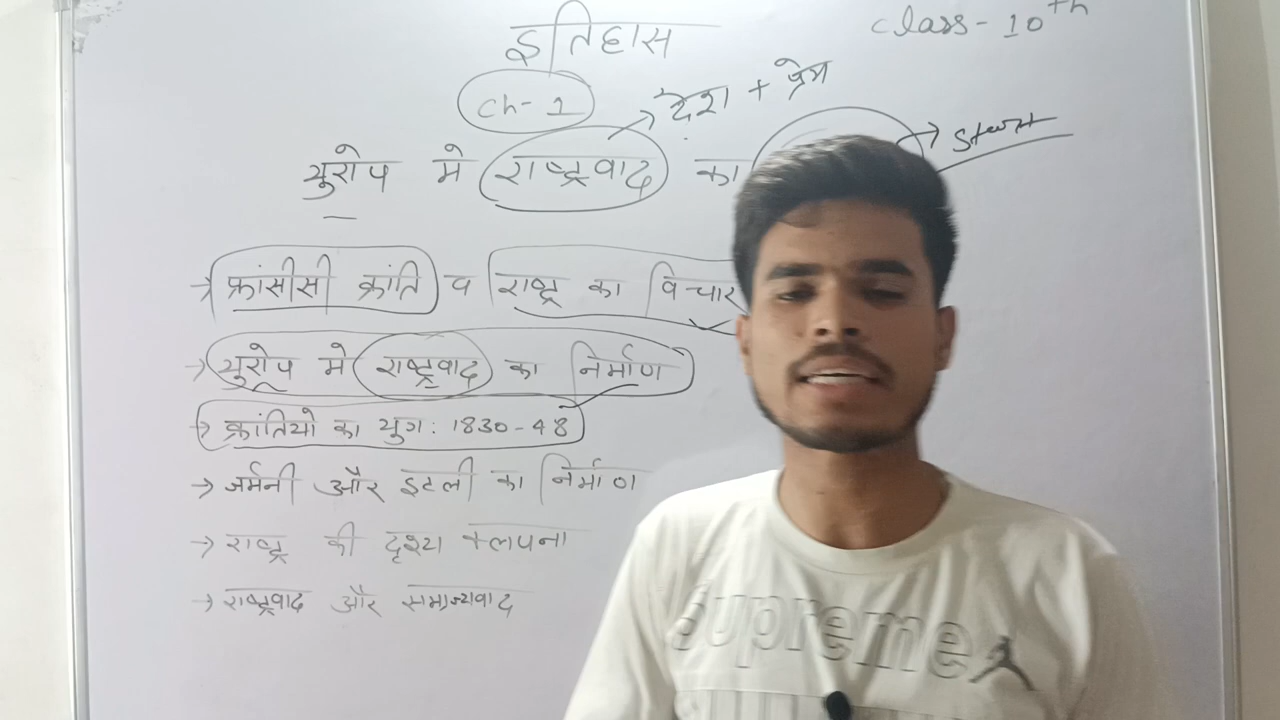 इतिहास
Class-10th
Ch-1
देश + प्रेम
यूरोप मे राष्ट्रवाद का
Start
→ फ्रांसीसी क्रांति व राष्ट्र का विचार
→ यूरोप मे राष्ट्रवाद का निर्माण
→ क्रांतियो का युग: 1830-48
→ जर्मनी और इटली का निर्माण
→ राष्ट्र की दृश्य कल्पना
→ राष्ट्रवाद और समाज्यवाद
Supreme